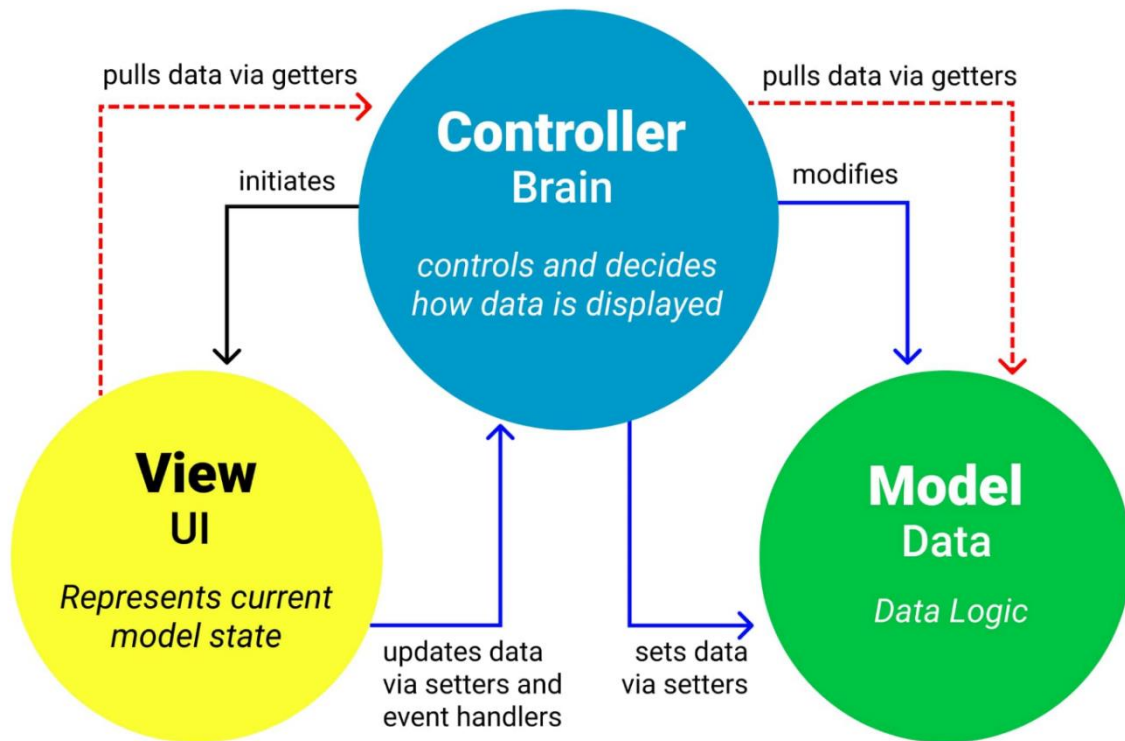 pulls data via getters
pulls data via getters
Controller
Brain
initiates
modifies
controls and decides
how data is displayed
View
UI
Represents current
model state
Model
Data
Data Logic
updates data
via setters and
event handlers
sets data
via setters